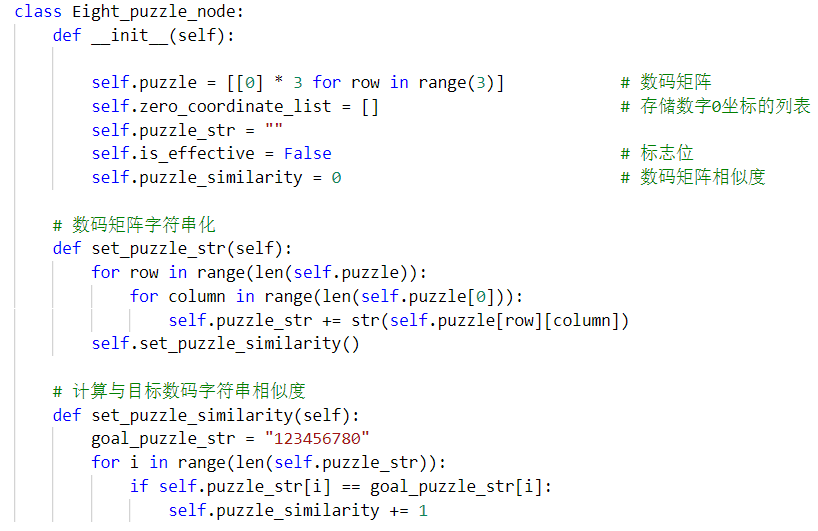 class Eight_puzzle_node:
    def __init__(self):
        self.puzzle = [[0] * 3 for row in range(3)]            # 数码矩阵
        self.zero_coordinate_list = []                         # 存储数字0坐标的列表
        self.puzzle_str = ""
        self.is_effective = False                              # 标志位
        self.puzzle_similarity = 0                             # 数码矩阵相似度
    # 数码矩阵字符串化
    def set_puzzle_str(self):
        for row in range(len(self.puzzle)):
            for column in range(len(self.puzzle[0])):
                self.puzzle_str += str(self.puzzle[row][column])
        self.set_puzzle_similarity()
    # 计算与目标数码字符串相似度
    def set_puzzle_similarity(self):
        goal_puzzle_str = "123456780"
        for i in range(len(self.puzzle_str)):
            if self.puzzle_str[i] == goal_puzzle_str[i]:
                self.puzzle_similarity += 1